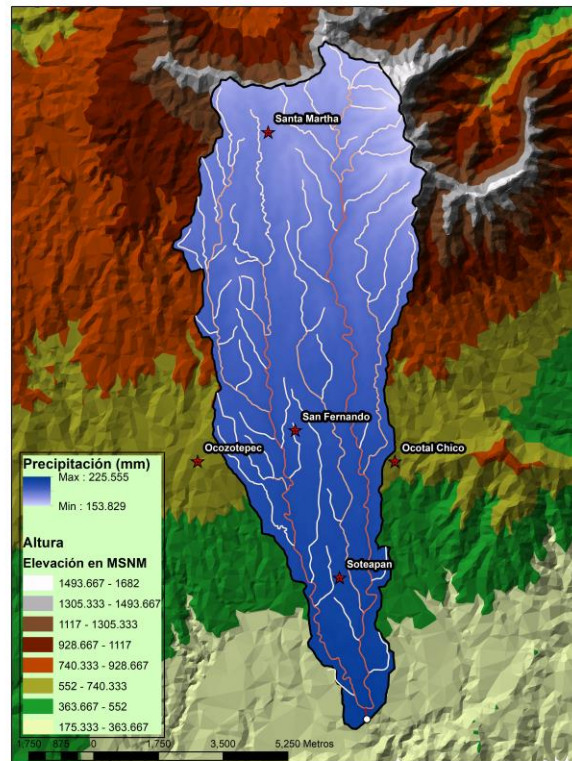 Santa Martha
San Fernando
Ocozotepec
Ocotal Chico
Soteapan
Precipitación (mm)
Max : 225.555
Min : 153.829
Altura
Elevación en MSNM
1493.667 - 1682
1305.333 - 1493.667
1117 - 1305.333
928.667 - 1117
740.333 - 928.667
552 - 740.333
363.667 - 552
175.333 - 363.667
1,750 875 0 1,750 3,500 5,250 Metros